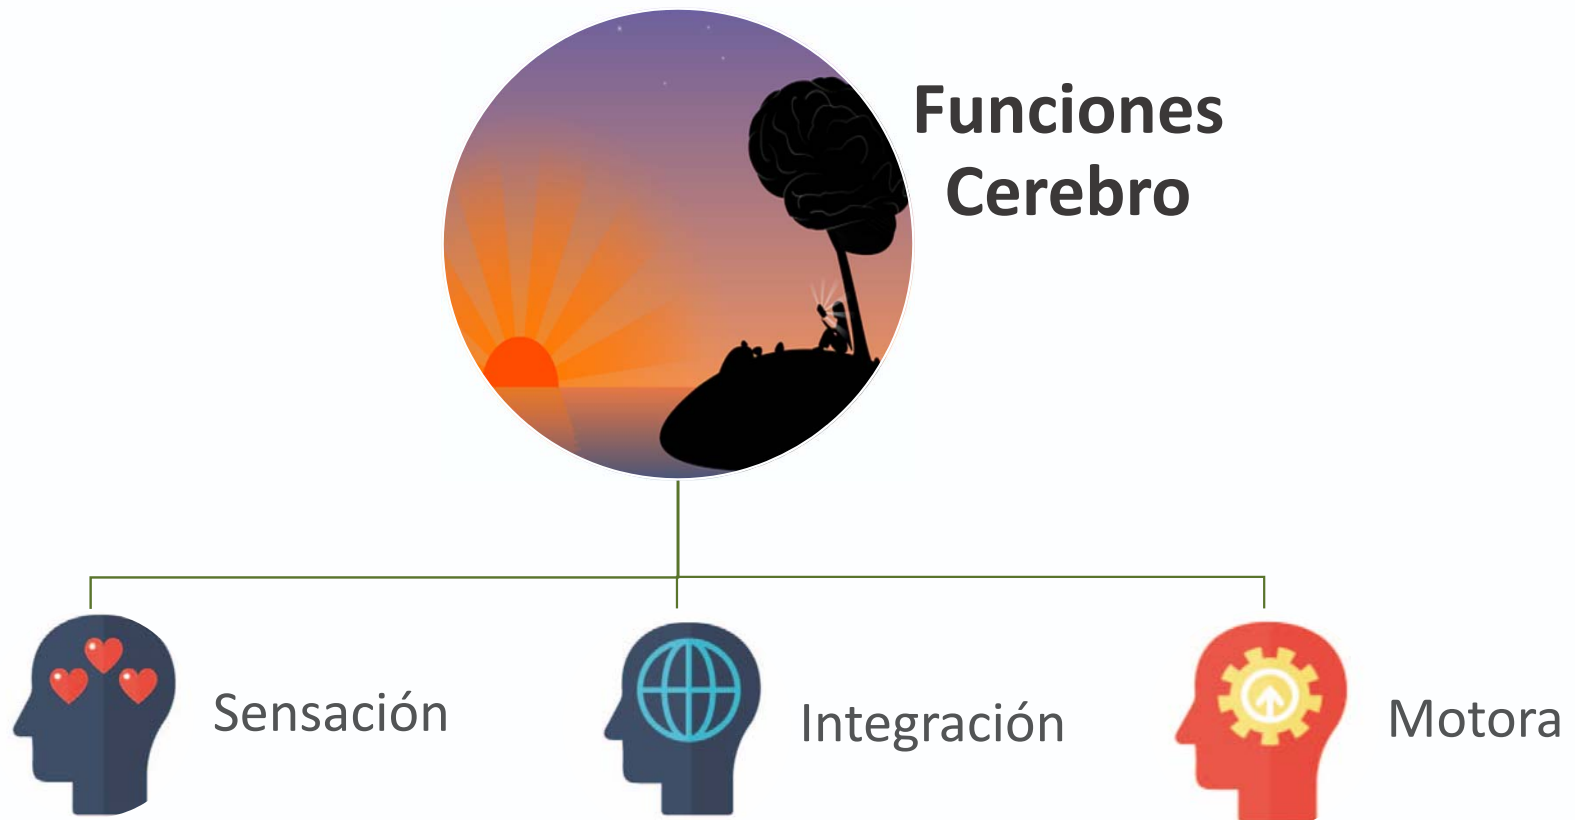 Funciones
Cerebro
Sensación
Integración
Motora